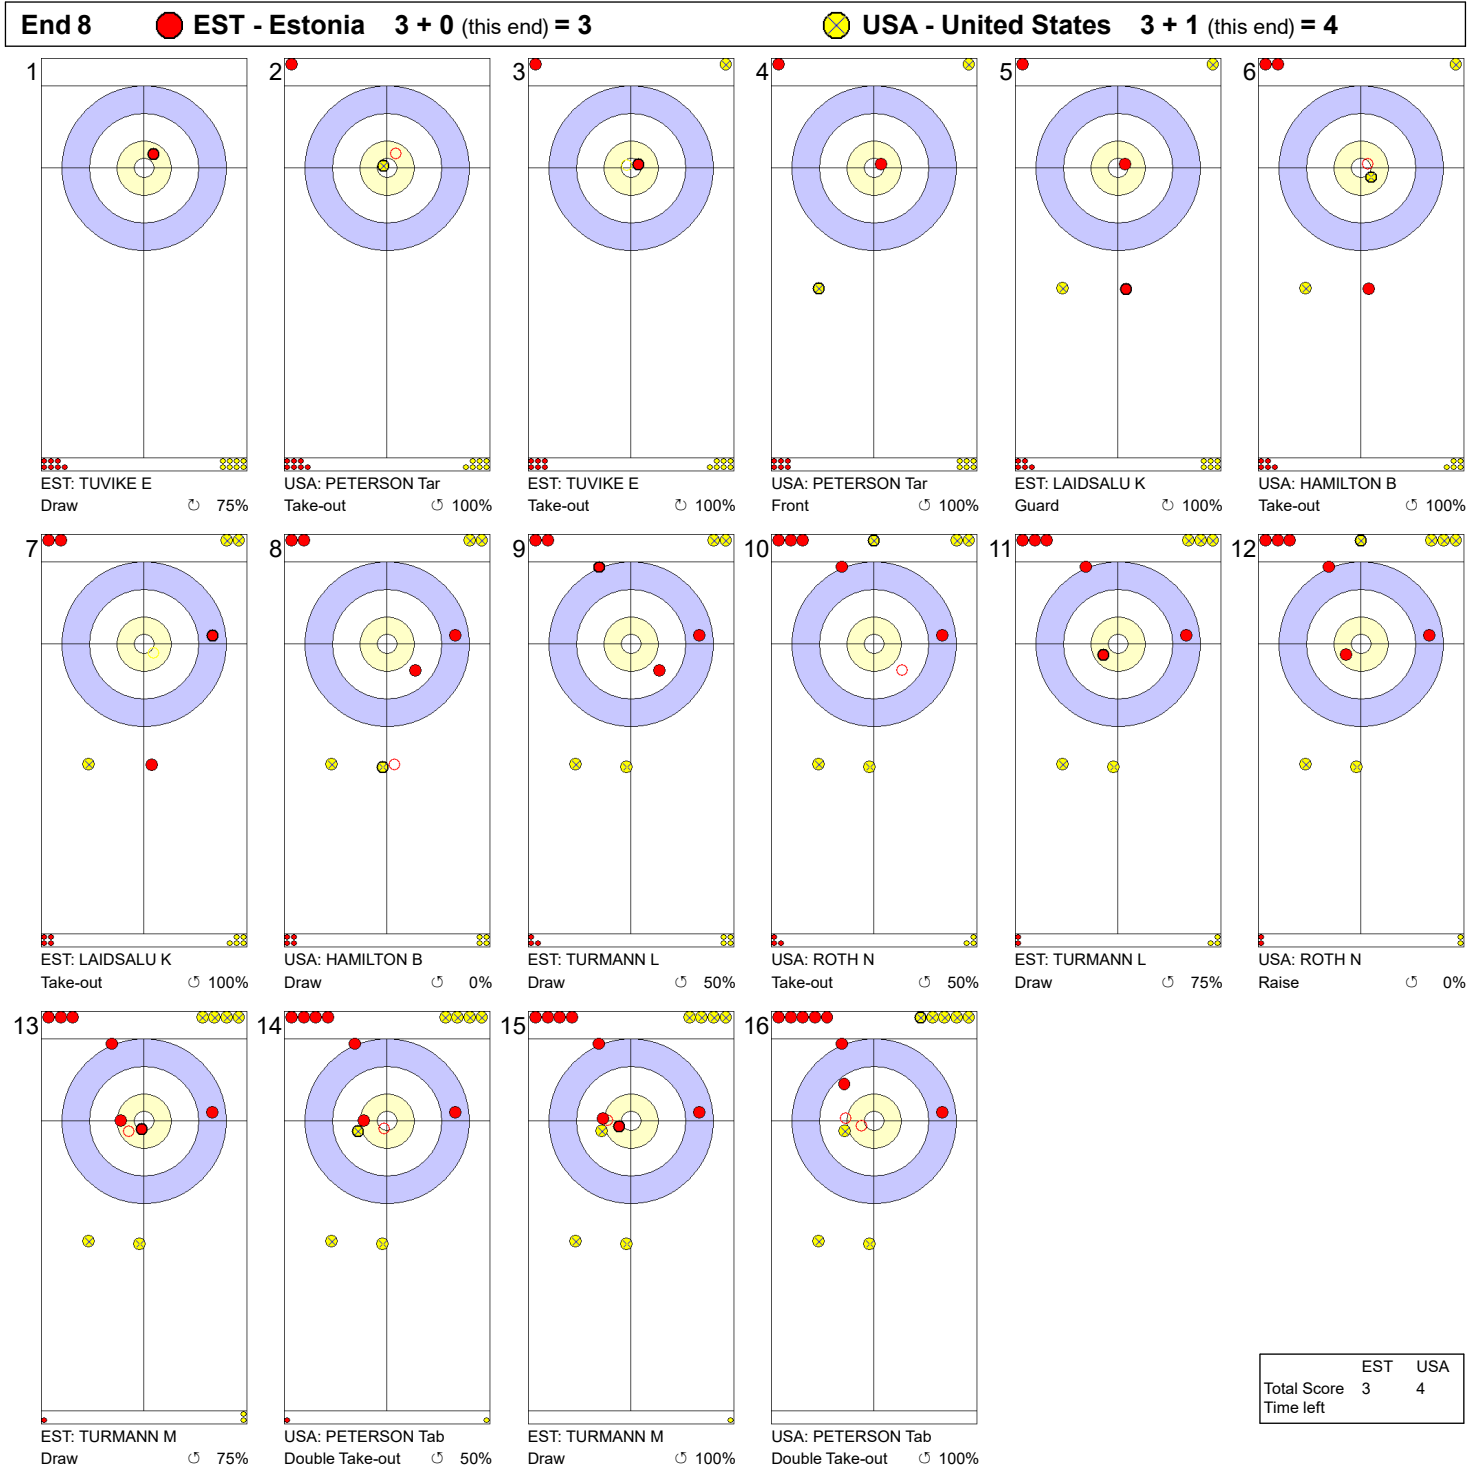 End 8 EST - Estonia 3 + 0 (this end) = 3 USA - United States 3 + 1 (this end) = 4
1 2 3 4 5 6
EST: TUVIKE E USA: PETERSON Tar EST: TUVIKE E USA: PETERSON Tar EST: LAIDSALU K USA: HAMILTON B
Draw ↻ 75% Take-out ↺ 100% Take-out ↻ 100% Front ↺ 100% Guard ↻ 100% Take-out ↻ 100%
7 8 9 10 11 12
EST: LAIDSALU K USA: HAMILTON B EST: TURMANN L USA: ROTH N EST: TURMANN L USA: ROTH N
Take-out ↺ 100% Draw ↺ 0% Draw ↺ 50% Take-out ↺ 50% Draw ↺ 75% Raise ↺ 0%
13 14 15 16
EST USA
Total Score 3 4
Time left
EST: TURMANN M USA: PETERSON Tab EST: TURMANN M USA: PETERSON Tab
Draw ↺ 75% Double Take-out ↺ 50% Draw ↺ 100% Double Take-out ↺ 100%